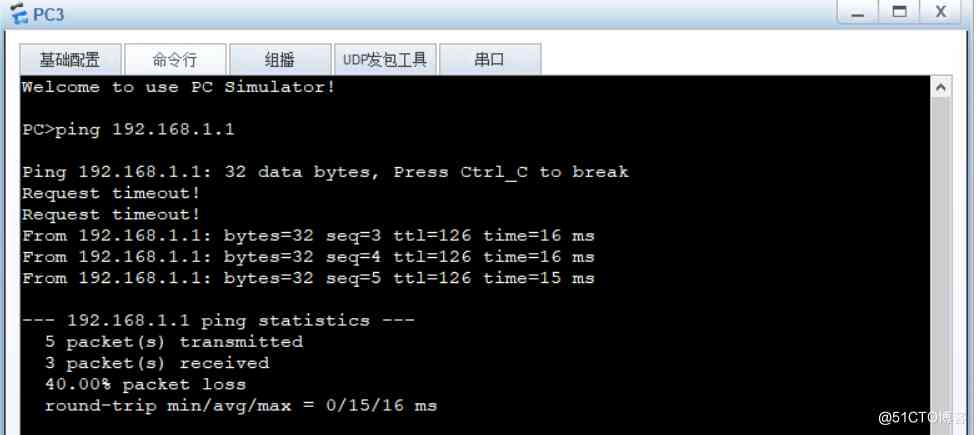 PC3
基础配置 命令行 组播 UDP发包工具 串口
Welcome to use PC Simulator!
PC>ping 192.168.1.1
Ping 192.168.1.1: 32 data bytes, Press Ctrl_C to break
Request timeout!
Request timeout!
From 192.168.1.1: bytes=32 seq=3 ttl=126 time=16 ms
From 192.168.1.1: bytes=32 seq=4 ttl=126 time=16 ms
From 192.168.1.1: bytes=32 seq=5 ttl=126 time=15 ms
--- 192.168.1.1 ping statistics ---
5 packet(s) transmitted
3 packet(s) received
40.00% packet loss
round-trip min/avg/max = 0/15/16 ms
@51CTO博客